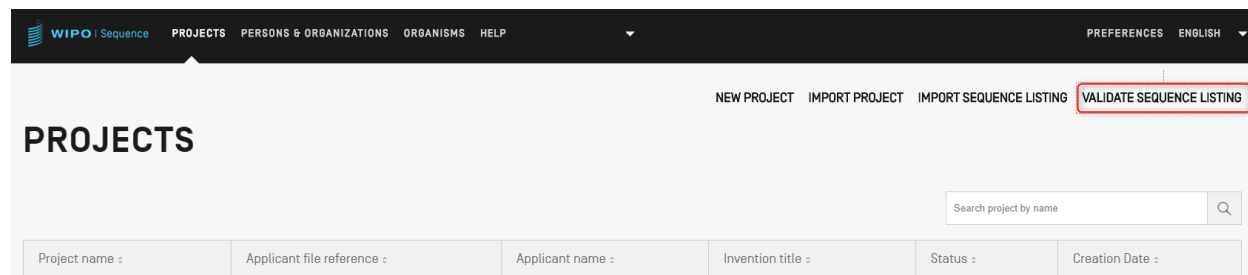 WIPO | Sequence PROJECTS PERSONS & ORGANIZATIONS ORGANISMS HELP PREFERENCES ENGLISH
NEW PROJECT IMPORT PROJECT IMPORT SEQUENCE LISTING VALIDATE SEQUENCE LISTING
PROJECTS
Search project by name
Project name Applicant file reference Applicant name Invention title Status Creation Date